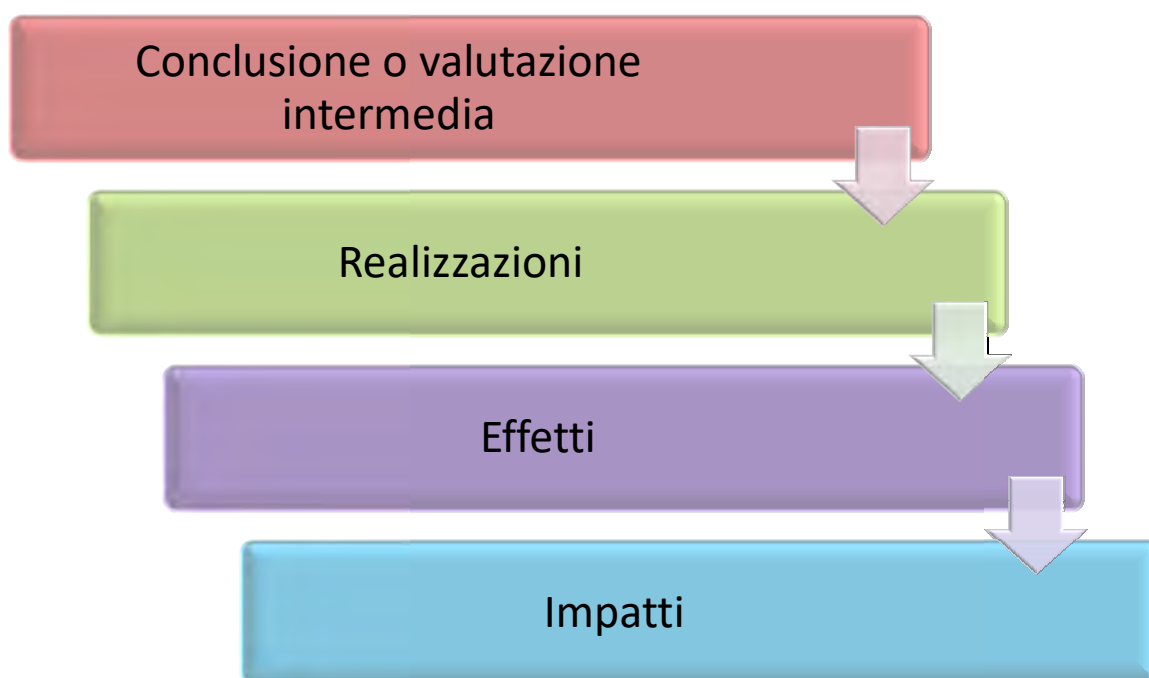 Conclusione o valutazione
intermedia
Realizzazioni
Effetti
Impatti